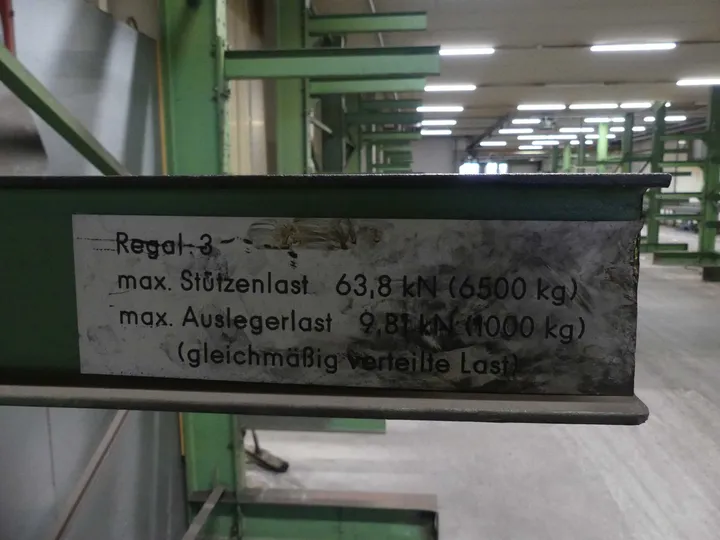 Regal: 3
max. Stützenlast 63,8 kN (6500 kg)
max. Auslegerlast 9,81 kN (1000 kg)
(gleichmäßig verteilte Last)